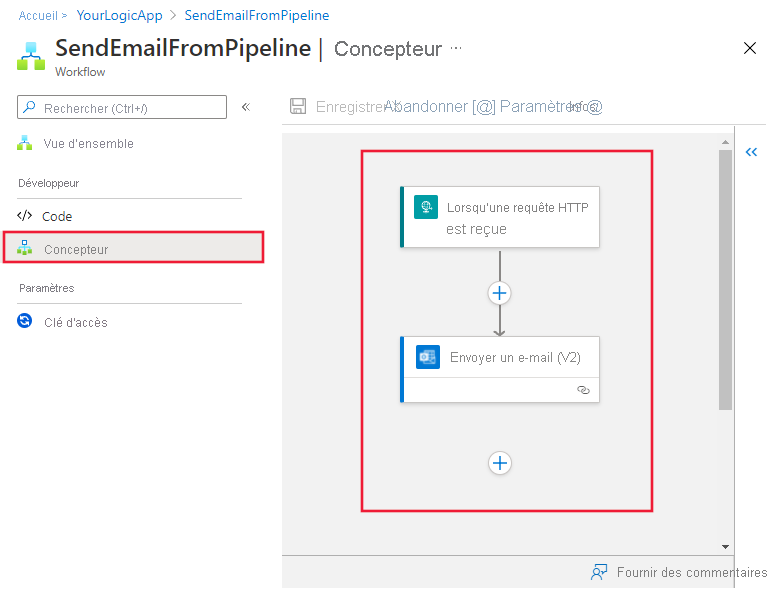 Accueil > YourLogicApp > SendEmailFromPipeline
SendEmailFromPipeline | Concepteur ...
Workflow
Rechercher (Ctrl+/)
«
Vue d'ensemble
Développeur
</> Code
Concepteur
Paramètres
Clé d'accès
Enregistrer Abandonner [@] Paramètres Infos
«
Lorsqu'une requête HTTP
est reçue
Envoyer un e-mail (V2)
Fournir des commentaires